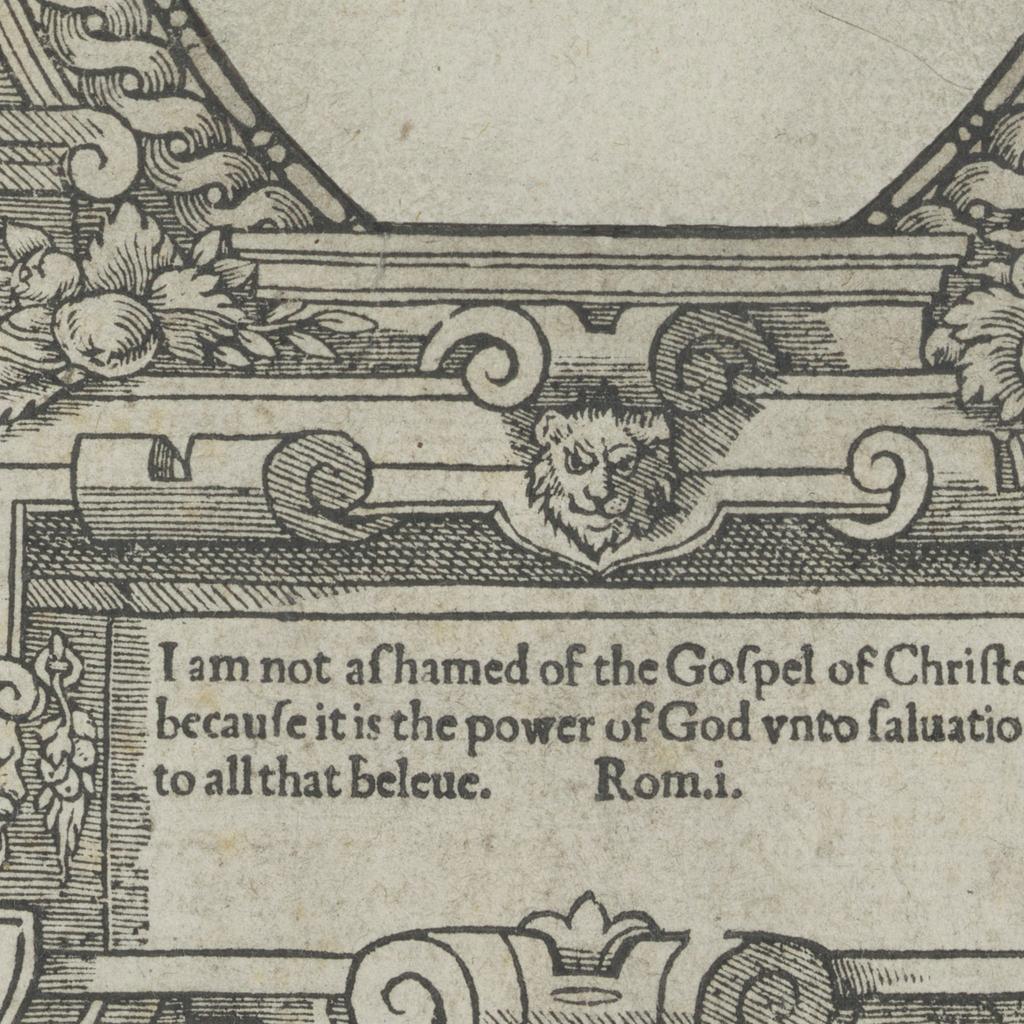 I am not aſhamed of the Goſpel of Chriſte
becauſe it is the power of God vnto ſaluatio
to all that beleue. Rom.i.